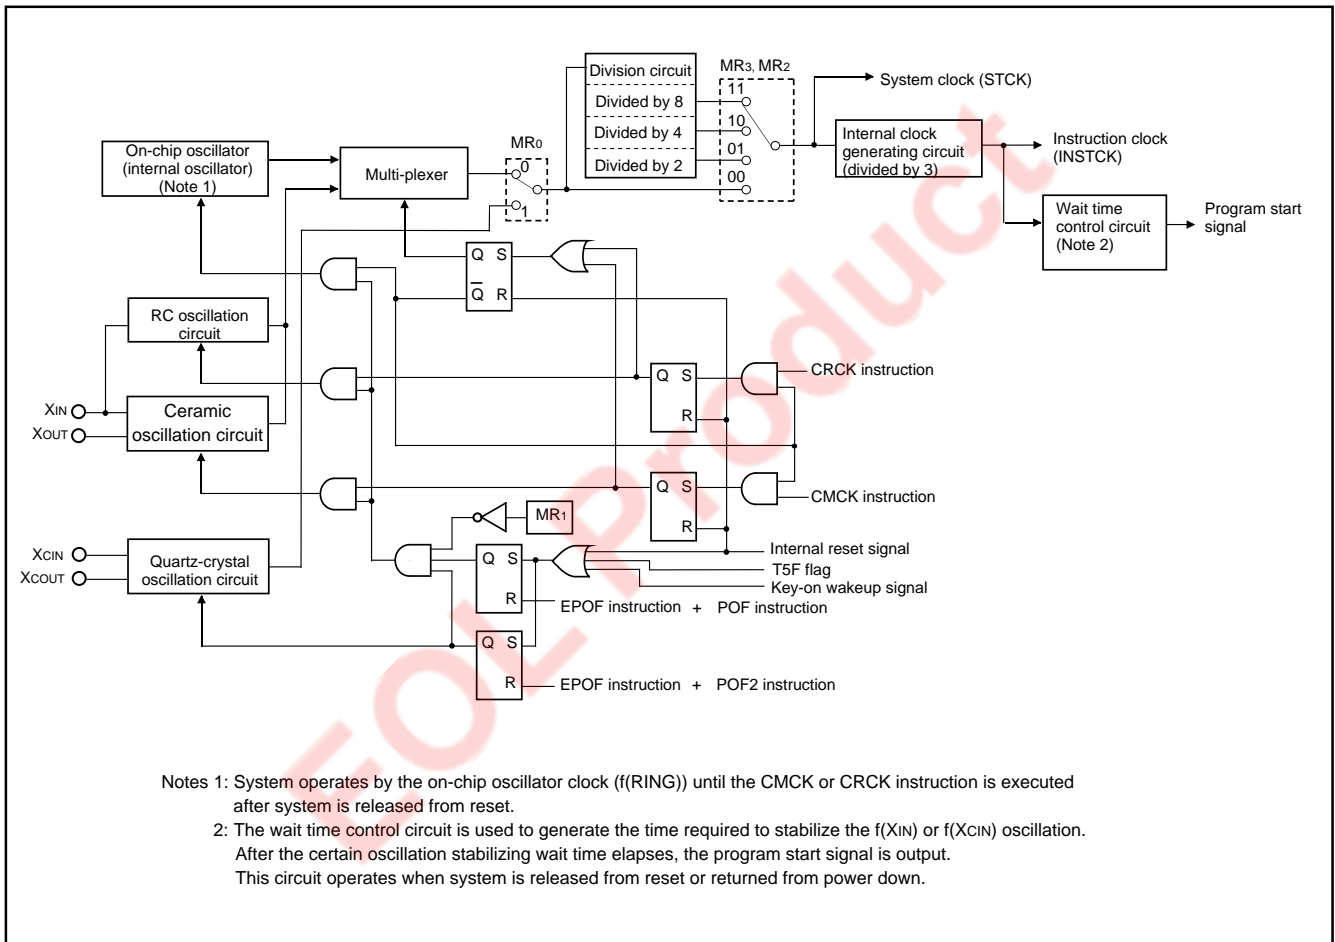 Division circuit
MR3, MR2
System clock (STCK)
11
Divided by 8
10
Divided by 4
MR0
01
Divided by 2
00
0
1
On-chip oscillator
(internal oscillator)
(Note 1)
Multi-plexer
Internal clock
generating circuit
(divided by 3)
Instruction clock
(INSTCK)
Wait time
control circuit
(Note 2)
Program start
signal
Q S
Q R
RC oscillation
circuit
Q S
R
CRCK instruction
XIN
XOUT
Ceramic
oscillation circuit
Q S
R
CMCK instruction
MR1
XCIN
XCOUT
Quartz-crystal
oscillation circuit
Q S
R
Internal reset signal
T5F flag
Key-on wakeup signal
EPOF instruction + POF instruction
Q S
R
EPOF instruction + POF2 instruction
EOL Product
Notes 1: System operates by the on-chip oscillator clock (f(RING)) until the CMCK or CRCK instruction is executed
after system is released from reset.
2: The wait time control circuit is used to generate the time required to stabilize the f(XIN) or f(XCIN) oscillation.
After the certain oscillation stabilizing wait time elapses, the program start signal is output.
This circuit operates when system is released from reset or returned from power down.